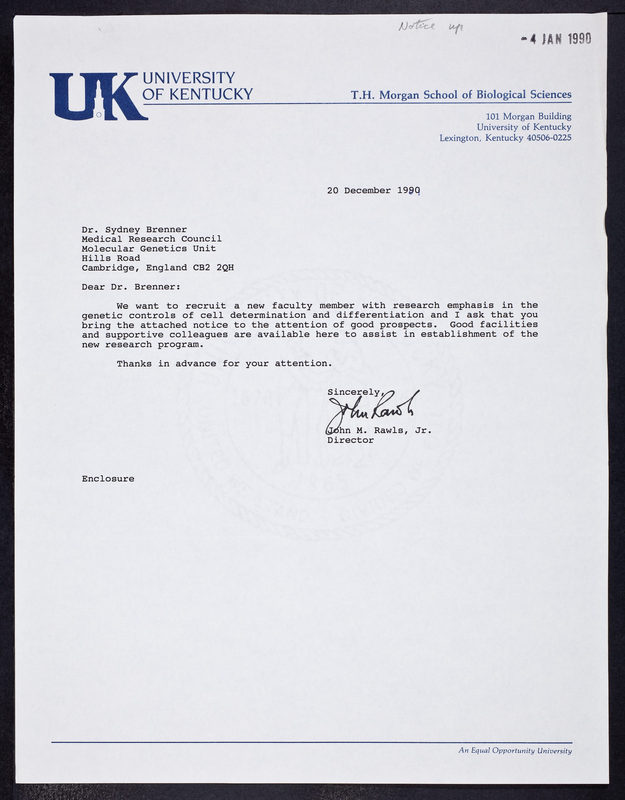 Notice up
-4 JAN 1990
UK UNIVERSITY
OF KENTUCKY
T.H. Morgan School of Biological Sciences
101 Morgan Building
University of Kentucky
Lexington, Kentucky 40506-0225
20 December 1990
Dr. Sydney Brenner
Medical Research Council
Molecular Genetics Unit
Hills Road
Cambridge, England CB2 2QH
Dear Dr. Brenner:
We want to recruit a new faculty member with research emphasis in the
genetic controls of cell determination and differentiation and I ask that you
bring the attached notice to the attention of good prospects. Good facilities
and supportive colleagues are available here to assist in establishment of the
new research program.
Thanks in advance for your attention.
Sincerely,
John Rawls
John M. Rawls, Jr.
Director
Enclosure
An Equal Opportunity University